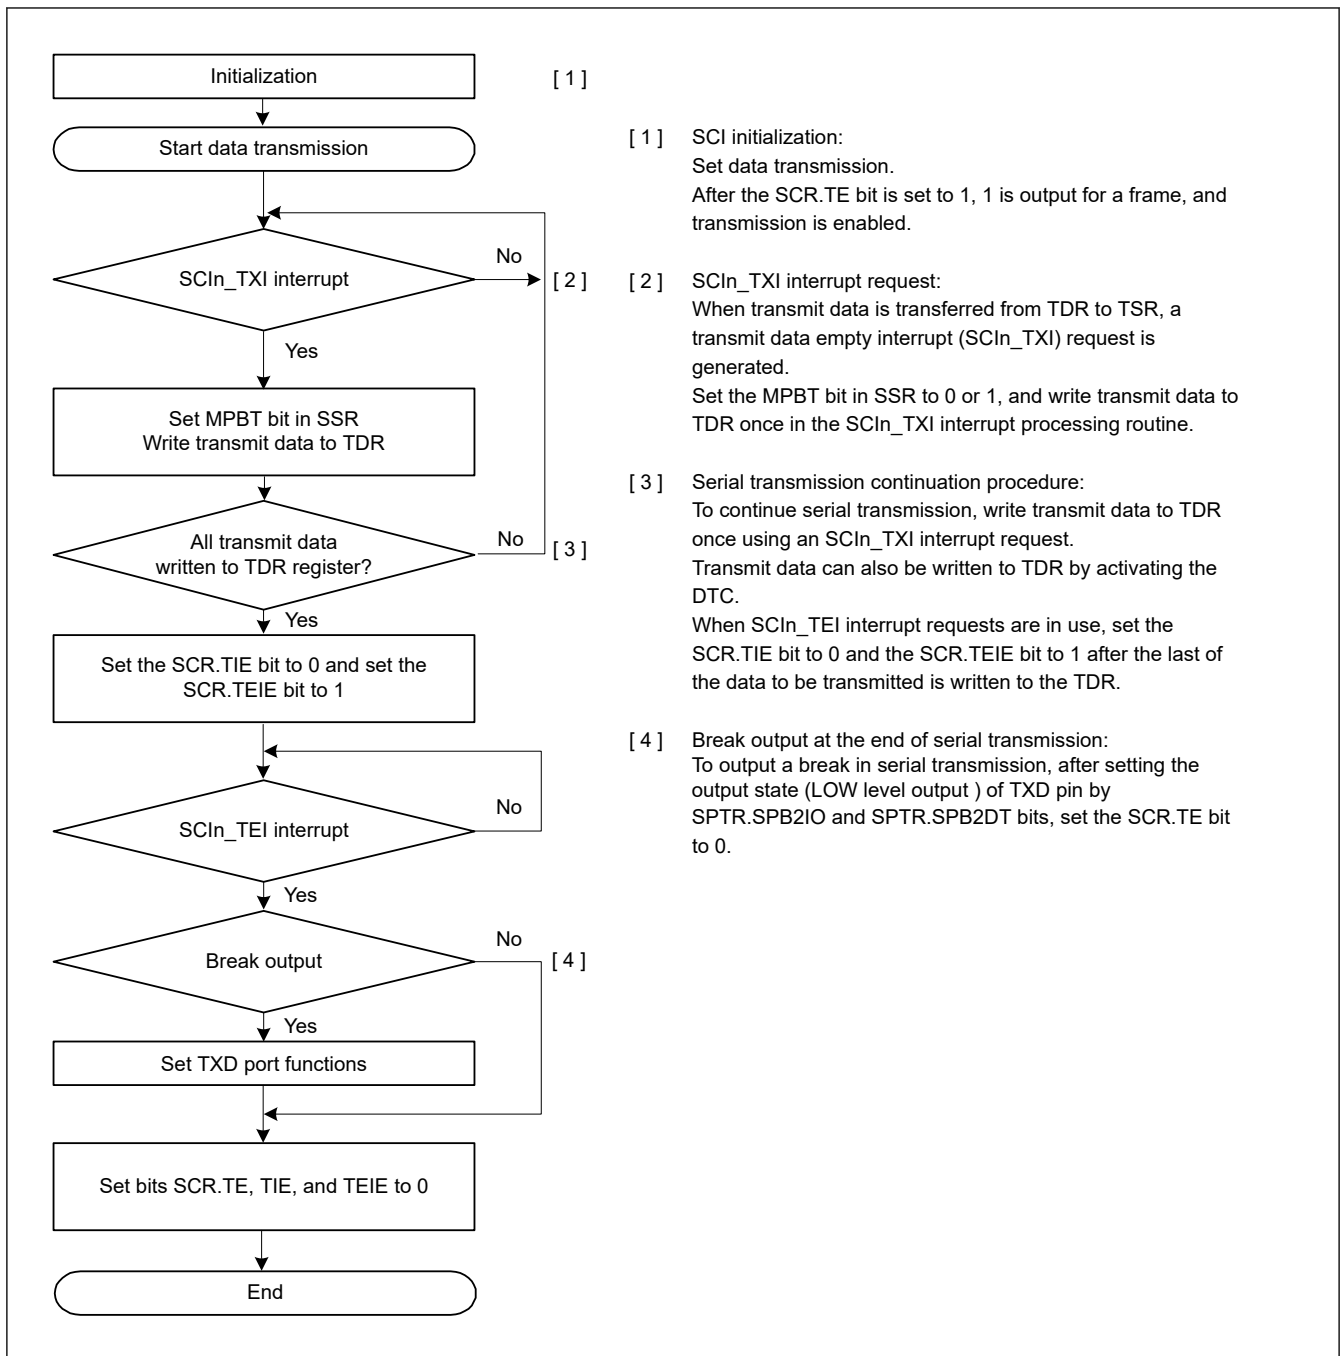 Initialization
[ 1 ]
Start data transmission
SCIn_TXI interrupt
No
[ 2 ]
Yes
Set MPBT bit in SSR
Write transmit data to TDR
All transmit data
written to TDR register?
No
[ 3 ]
Yes
Set the SCR.TIE bit to 0 and set the
SCR.TEIE bit to 1
SCIn_TEI interrupt
No
Yes
Break output
No
[ 4 ]
Yes
Set TXD port functions
Set bits SCR.TE, TIE, and TEIE to 0
End
[ 1 ] SCI initialization:
Set data transmission.
After the SCR.TE bit is set to 1, 1 is output for a frame, and
transmission is enabled.
[ 2 ] SCIn_TXI interrupt request:
When transmit data is transferred from TDR to TSR, a
transmit data empty interrupt (SCIn_TXI) request is
generated.
Set the MPBT bit in SSR to 0 or 1, and write transmit data to
TDR once in the SCIn_TXI interrupt processing routine.
[ 3 ] Serial transmission continuation procedure:
To continue serial transmission, write transmit data to TDR
once using an SCIn_TXI interrupt request.
Transmit data can also be written to TDR by activating the
DTC.
When SCIn_TEI interrupt requests are in use, set the
SCR.TIE bit to 0 and the SCR.TEIE bit to 1 after the last of
the data to be transmitted is written to the TDR.
[ 4 ] Break output at the end of serial transmission:
To output a break in serial transmission, after setting the
output state (LOW level output ) of TXD pin by
SPTR.SPB2IO and SPTR.SPB2DT bits, set the SCR.TE bit
to 0.